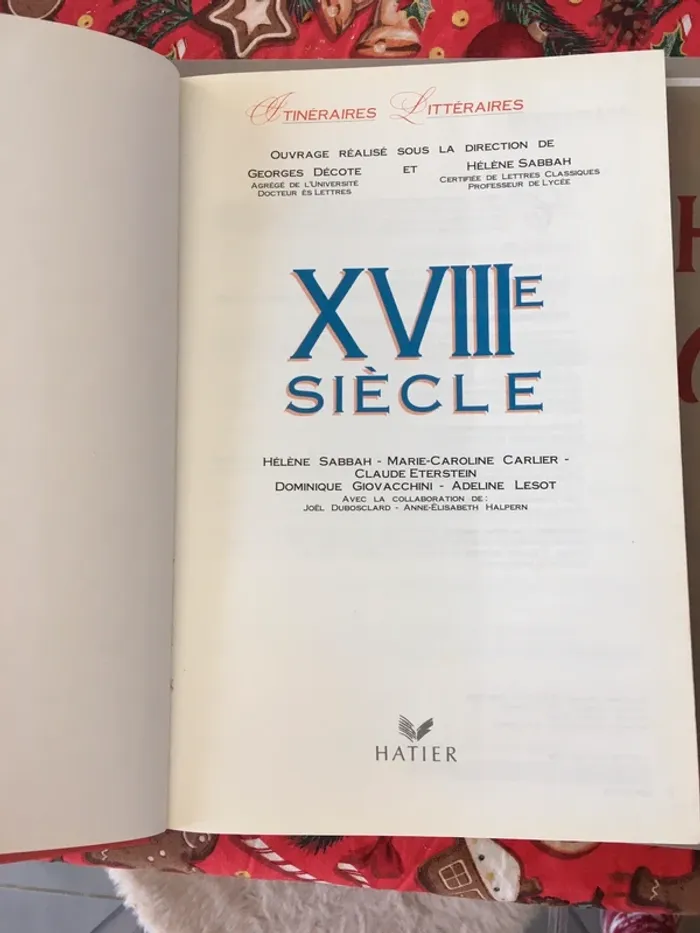 Itinéraires Littéraires
Ouvrage réalisé sous la direction de
Georges Décote et Hélène Sabbah
Agrégé de l'Université Certifiée de Lettres Classiques
Docteur ès Lettres Professeur de Lycée
XVIIIE
SIÈCLE
Hélène Sabbah - Marie-Caroline Carlier -
Claude Eterstein
Dominique Giovacchini - Adeline Lesot
Avec la collaboration de :
Joël Dubosclard - Anne-Élisabeth Halpern
HATIER